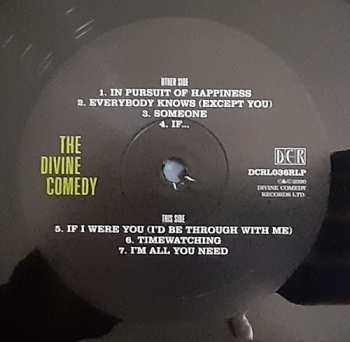 OTHER SIDE
1. IN PURSUIT OF HAPPINESS
2. EVERYBODY KNOWS (EXCEPT YOU)
3. SOMEONE
4. IF...
THE
DIVINE
COMEDY
DCR
DCRL036RLP
℗&©2020
DIVINE COMEDY
RECORDS LTD.
THIS SIDE
5. IF I WERE YOU (I'D BE THROUGH WITH ME)
6. TIMEWATCHING
7. I'M ALL YOU NEED